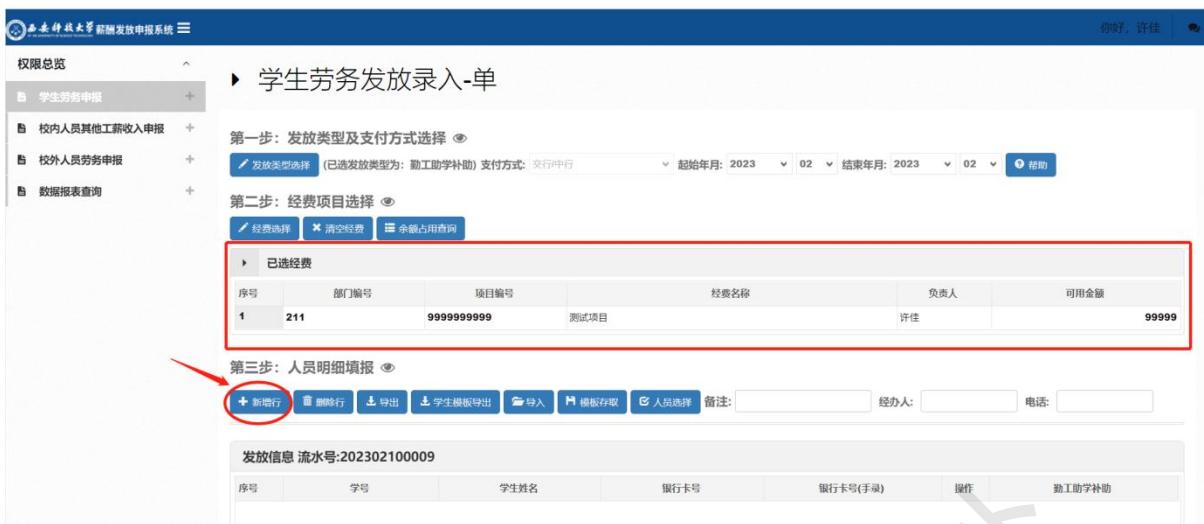 西安科技大学 薪酬发放申报系统
你好，许佳
权限总览
学生劳务申报
校内人员其他工薪收入申报
校外人员劳务申报
数据报表查询
学生劳务发放录入-单
第一步：发放类型及支付方式选择
发放类型选择 (已选发放类型为：勤工助学补助) 支付方式: 交行/中行 起始年月: 2023 02 结束年月: 2023 02 帮助
第二步：经费项目选择
经费选择 清空经费 余额占用查询
已选经费
序号 部门编号 项目编号 经费名称 负责人 可用金额
1 211 9999999999 测试项目 许佳 99999
第三步：人员明细填报
新增行 删除行 导出 学生模板导出 导入 模板存取 人员选择 备注: 经办人: 电话:
发放信息 流水号:202302100009
序号 学号 学生姓名 银行卡号 银行卡号(手录) 操作 勤工助学补助